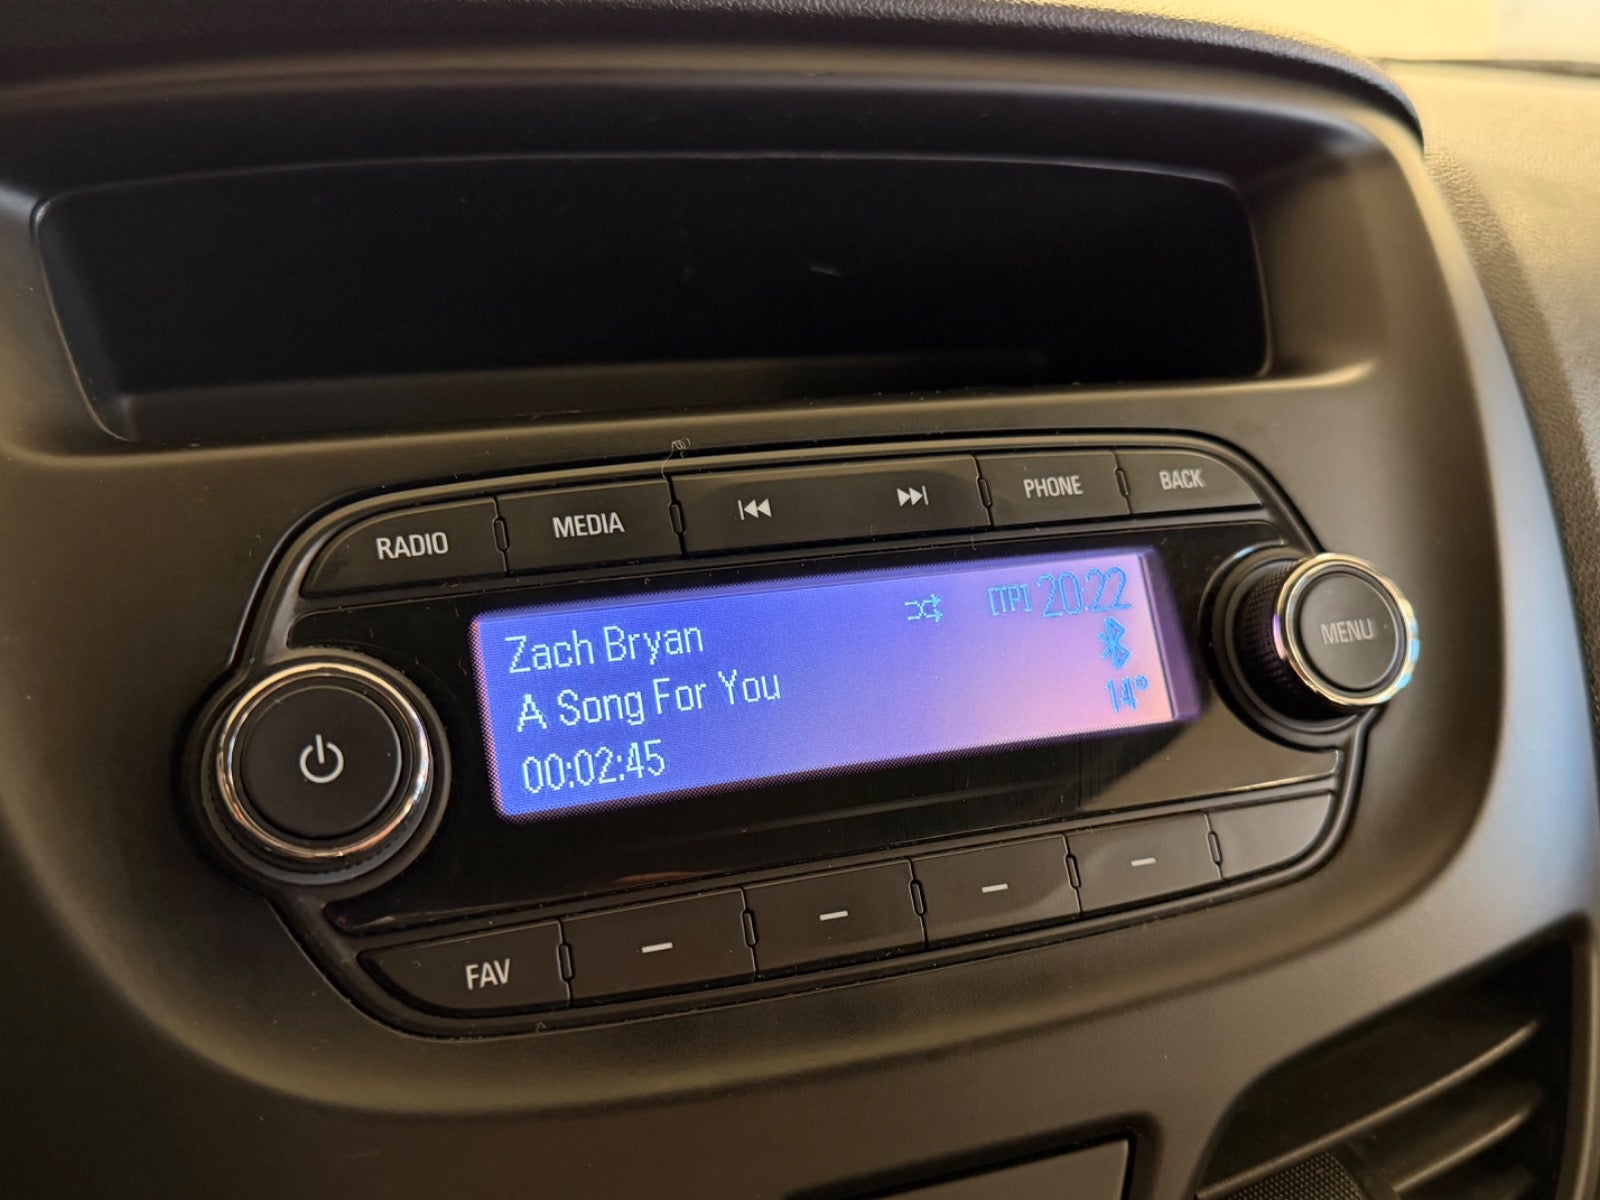 RADIO MEDIA PHONE BACK
[TP] 20:22
Zach Bryan
A Song For You
14°
00:02:45
MENU
FAV